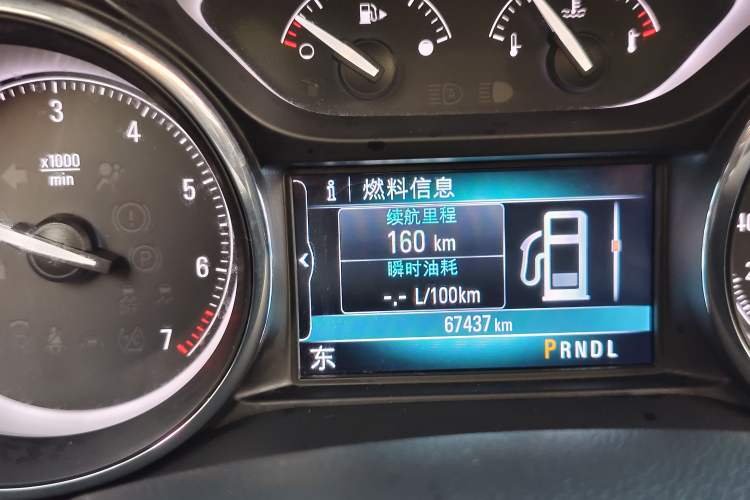 3
4
5
6
7
x1000
min
i
燃料信息
续航里程
160 km
瞬时油耗
-.- L/100km
67437 km
东
PRNDL